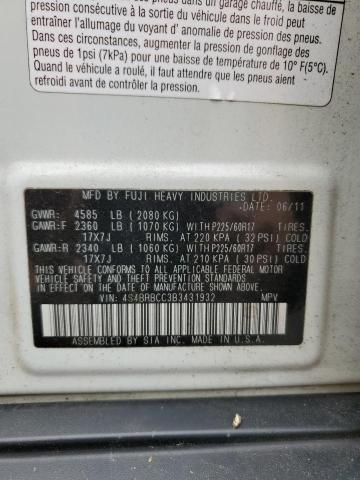 pression consécutive à la sortie du véhicule dans le froid peut
entraîner l'allumage du voyant d' anomalie de pression des pneus.
Dans ces circonstances, augmenter la pression de gonflage des
pneus de 1psi (7kPa) pour une baisse de température de 10° F(5°C).
Quand le véhicule a roulé, il faut attendre que les pneus aient
refroidi avant de contrôler la pression.
MFD. BY FUJI HEAVY INDUSTRIES LTD.
DATE: 06/11
GVWR: 4585 LB (2080 KG)
GAWR:F 2360 LB (1070 KG) WITH P225/60R17 TIRES.
17X7J RIMS. AT 220 KPA (32 PSI) COLD
GAWR:R 2340 LB (1060 KG) WITH P225/60R17 TIRES.
17X7J RIMS. AT 210 KPA (30 PSI) COLD
THIS VEHICLE CONFORMS TO ALL APPLICABLE FEDERAL MOTOR
VEHICLE SAFETY, BUMPER, AND THEFT PREVENTION STANDARDS
IN EFFECT ON THE DATE OF MANUFACTURE SHOWN ABOVE.
VIN: 4S4BRBCC3B3431932 MPV
ASSEMBLED BY SIA INC. MADE IN U.S.A.